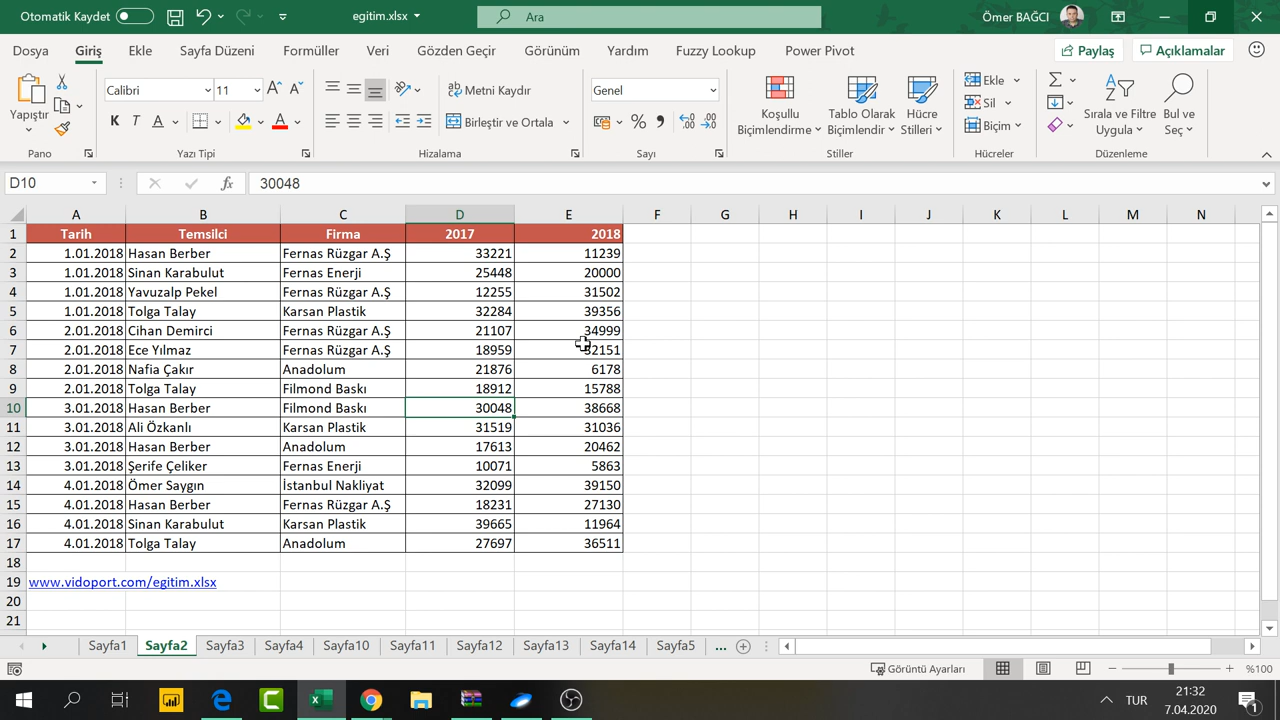 Otomatik Kaydet
egitim.xlsx
Ara
Ömer BAĞCI
Dosya Giriş Ekle Sayfa Düzeni Formüller Veri Gözden Geçir Görünüm Yardım Fuzzy Lookup Power Pivot Paylaş Açıklamalar
Yapıştır
Calibri 11
K T A
A
Metni Kaydır
Birleştir ve Ortala
Genel
Koşullu Biçimlendirme
Tablo Olarak Biçimlendir
Hücre Stilleri
Ekle
Sil
Biçim
Sırala ve Filtre Uygula
Bul ve Seç
Pano Yazı Tipi Hizalama Sayı Stiller Hücreler Düzenleme
D10 fx 30048
A B C D E F G H I J K L M N
1 Tarih Temsilci Firma 2017 2018
2 1.01.2018 Hasan Berber Fernas Rüzgar A.Ş 33221 11239
3 1.01.2018 Sinan Karabulut Fernas Enerji 25448 20000
4 1.01.2018 Yavuzalp Pekel Fernas Rüzgar A.Ş 12255 31502
5 1.01.2018 Tolga Talay Karsan Plastik 32284 39356
6 2.01.2018 Cihan Demirci Fernas Rüzgar A.Ş 21107 34999
7 2.01.2018 Ece Yılmaz Fernas Rüzgar A.Ş 18959 32151
8 2.01.2018 Nafia Çakır Anadolum 21876 6178
9 2.01.2018 Tolga Talay Filmond Baskı 18912 15788
10 3.01.2018 Hasan Berber Filmond Baskı 30048 38668
11 3.01.2018 Ali Özkanlı Karsan Plastik 31519 31036
12 3.01.2018 Hasan Berber Anadolum 17613 20462
13 3.01.2018 Şerife Çeliker Fernas Enerji 10071 5863
14 4.01.2018 Ömer Saygın İstanbul Nakliyat 32099 39150
15 4.01.2018 Hasan Berber Fernas Rüzgar A.Ş 18231 27130
16 4.01.2018 Sinan Karabulut Karsan Plastik 39665 11964
17 4.01.2018 Tolga Talay Anadolum 27697 36511
18
19 www.vidoport.com/egitim.xlsx
20
21
Sayfa1 Sayfa2 Sayfa3 Sayfa4 Sayfa10 Sayfa11 Sayfa12 Sayfa13 Sayfa14 Sayfa5 ...
Görüntü Ayarları %100
TUR
21:32
7.04.2020
1